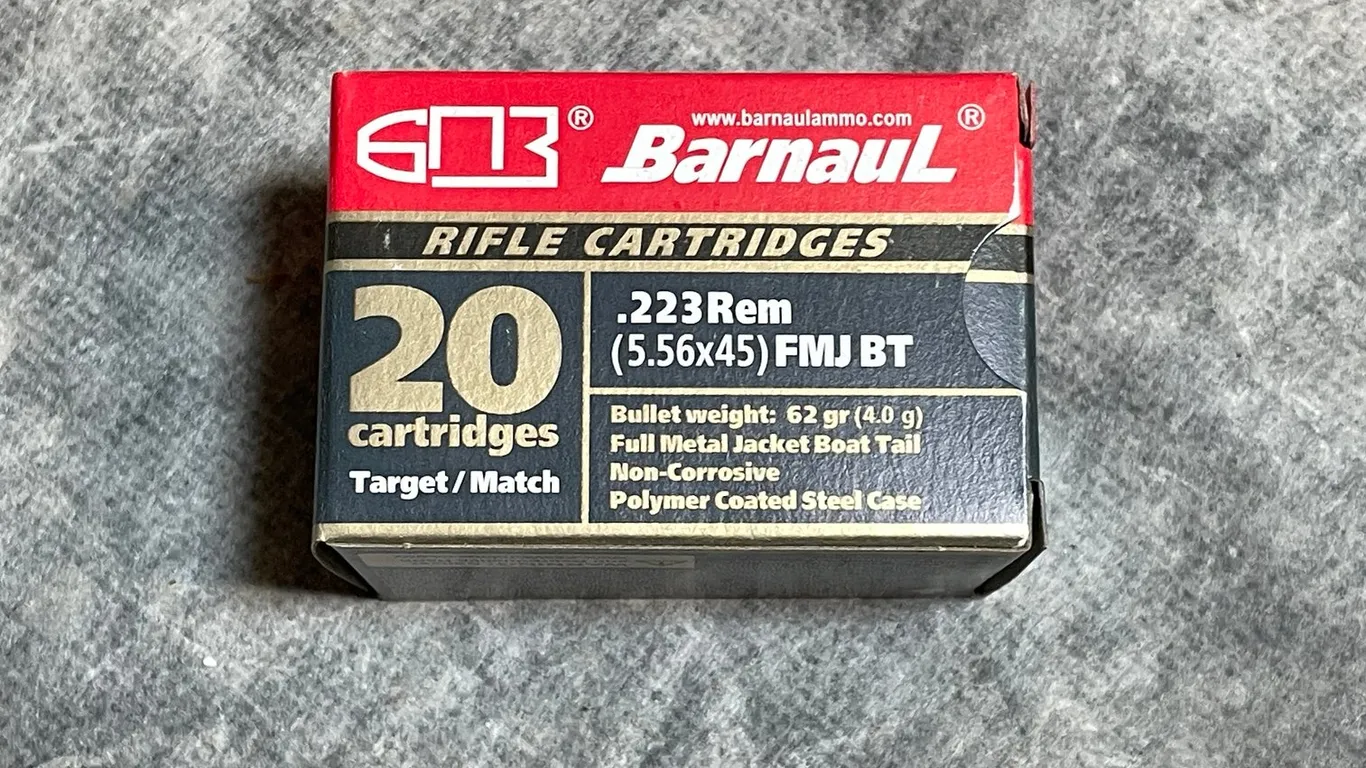 БПЗ®
www.barnaulammo.com
BarnauL®
RIFLE CARTRIDGES
20
cartridges
Target / Match
.223 Rem
(5.56x45) FMJ BT
Bullet weight: 62 gr (4.0 g)
Full Metal Jacket Boat Tail
Non-Corrosive
Polymer Coated Steel Case